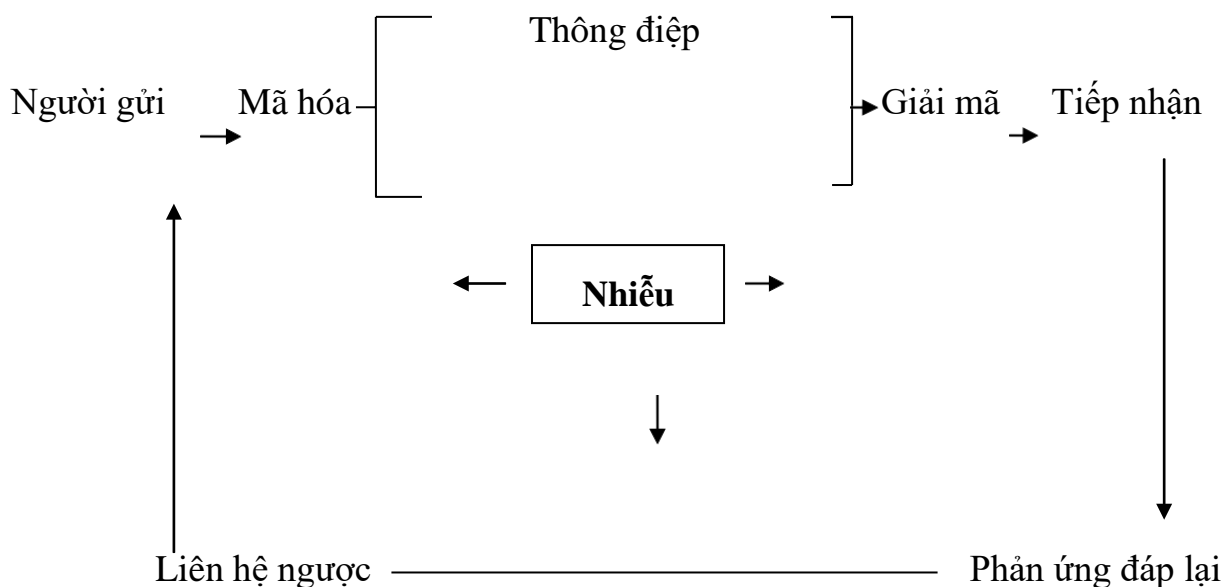 Thông điệp
Người gửi Mã hóa Giải mã Tiếp nhận
Nhiễu
Liên hệ ngược Phản ứng đáp lại